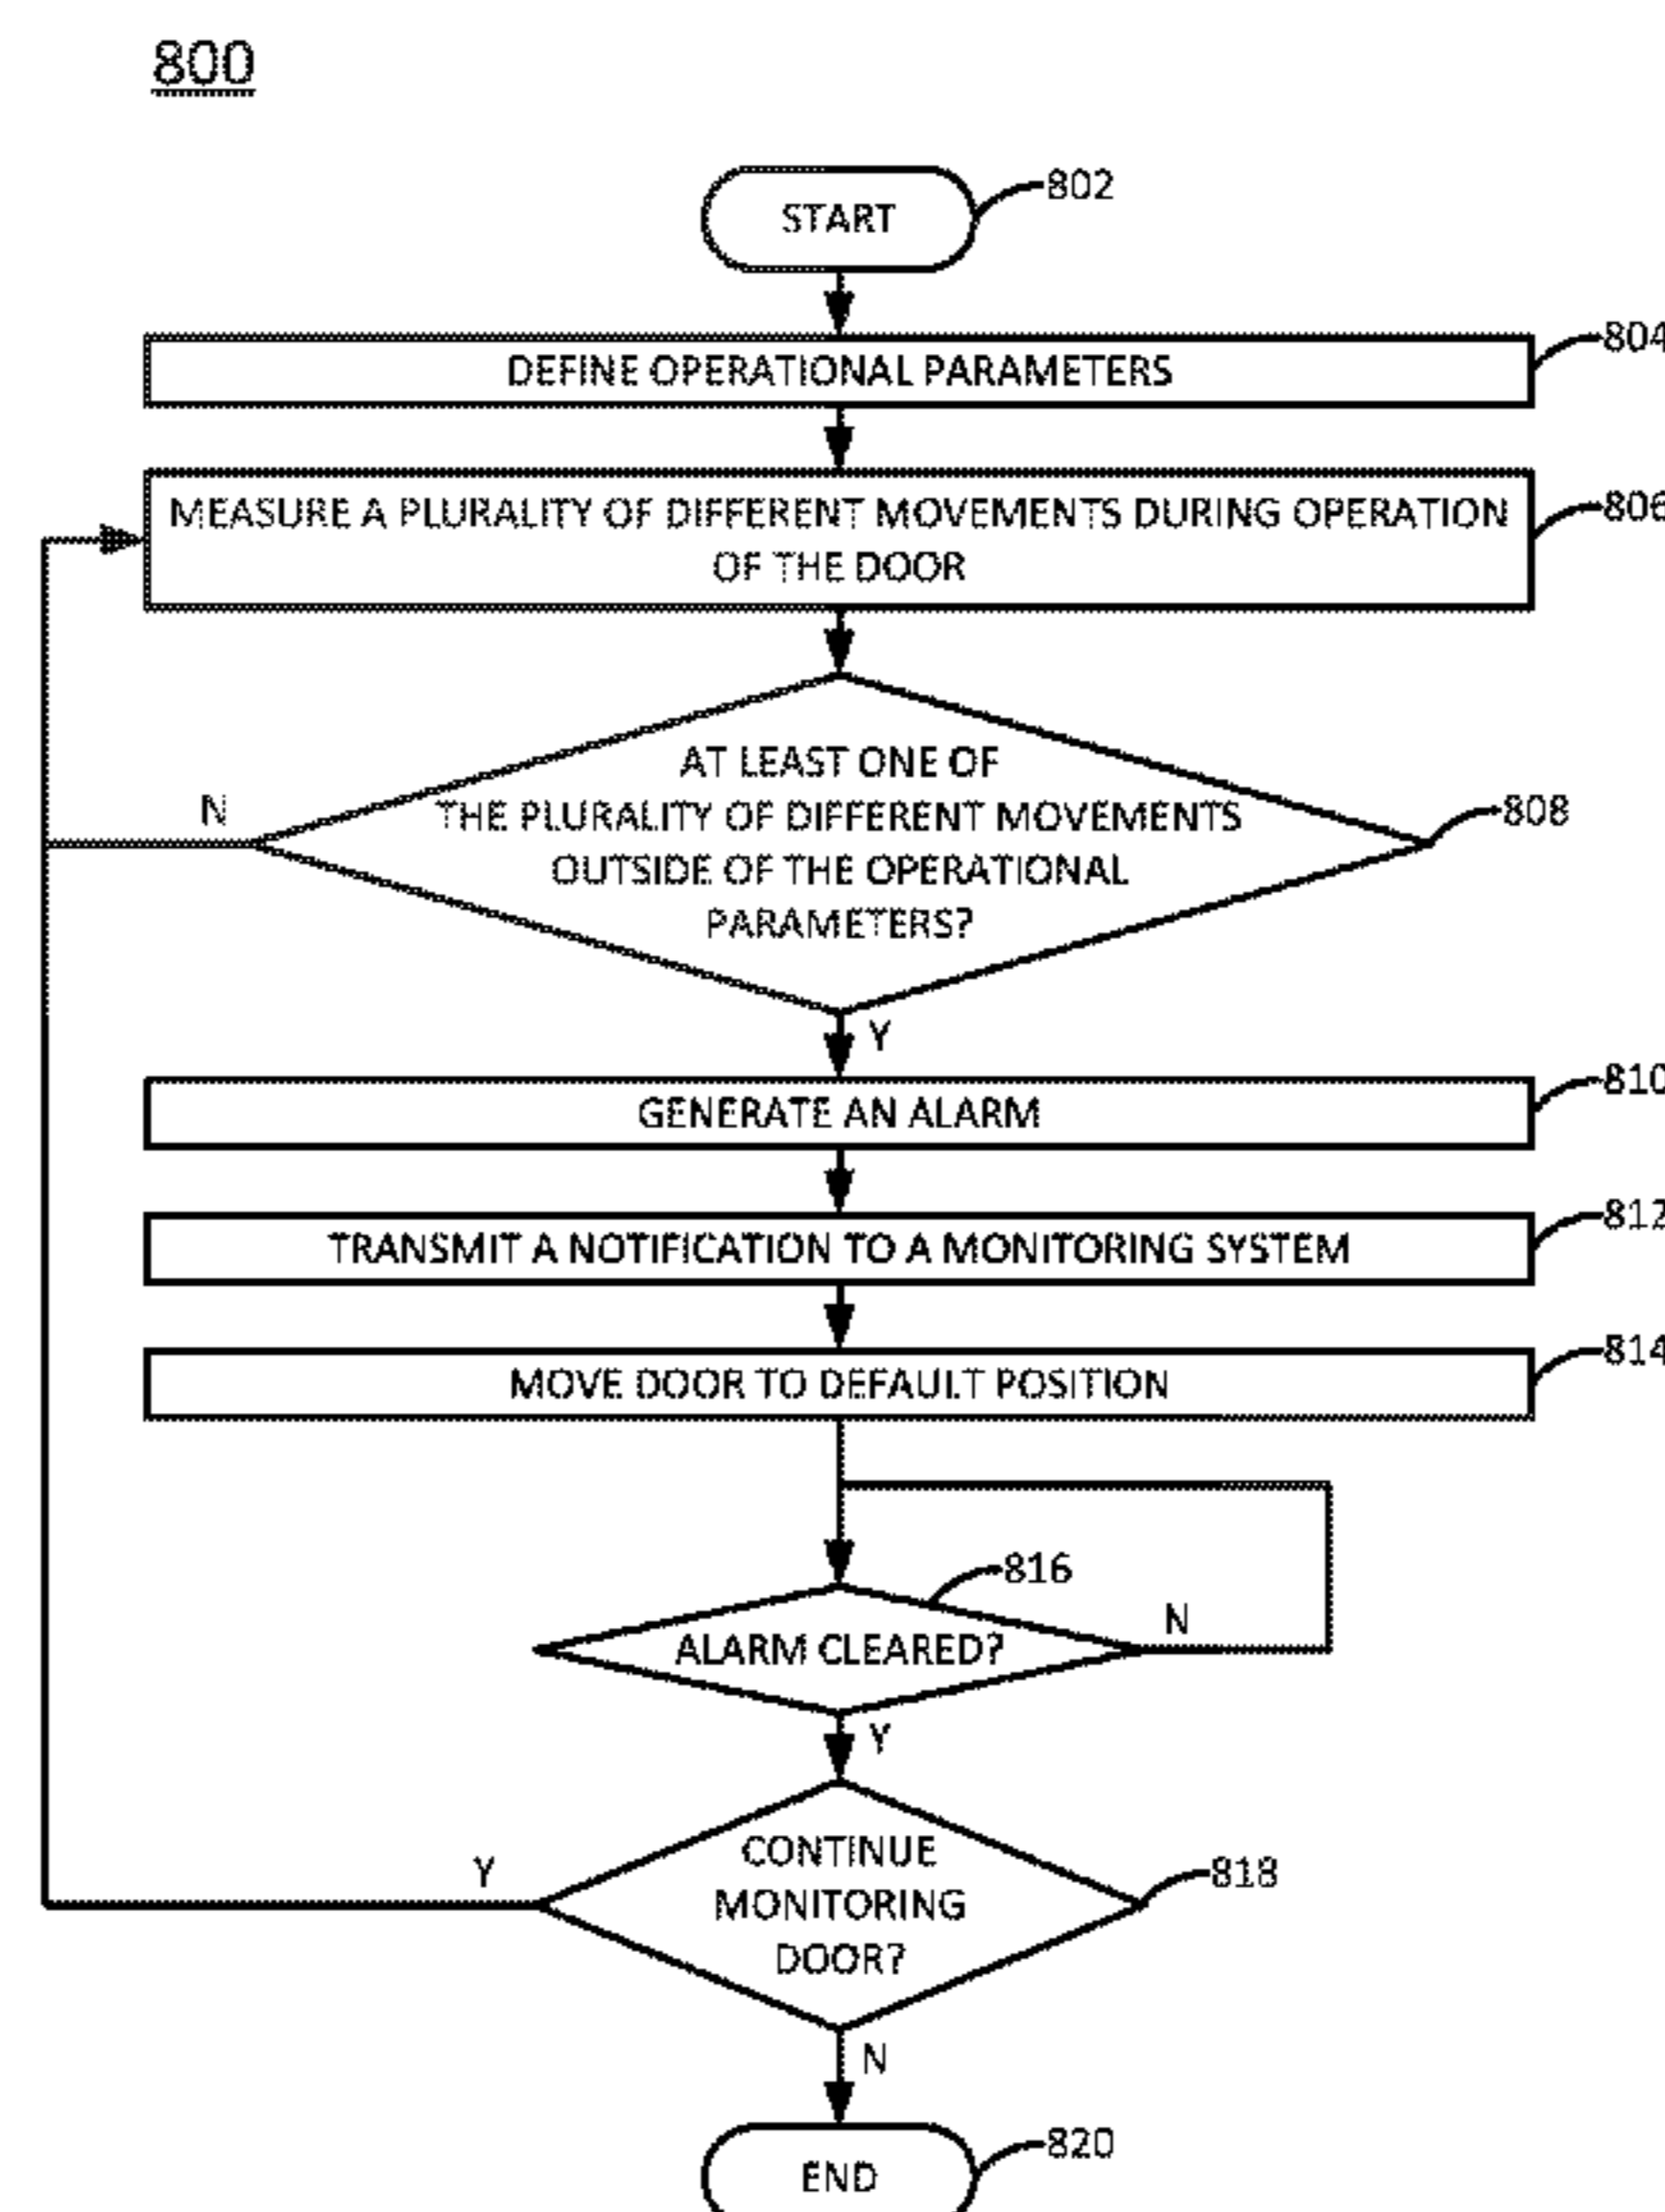 800
START
802
DEFINE OPERATIONAL PARAMETERS
804
MEASURE A PLURALITY OF DIFFERENT MOVEMENTS DURING OPERATION
OF THE DOOR
806
AT LEAST ONE OF
THE PLURALITY OF DIFFERENT MOVEMENTS
OUTSIDE OF THE OPERATIONAL
PARAMETERS?
808
N
Y
GENERATE AN ALARM
810
TRANSMIT A NOTIFICATION TO A MONITORING SYSTEM
812
MOVE DOOR TO DEFAULT POSITION
814
816
ALARM CLEARED?
N
Y
CONTINUE
MONITORING
DOOR?
818
Y
N
END
820